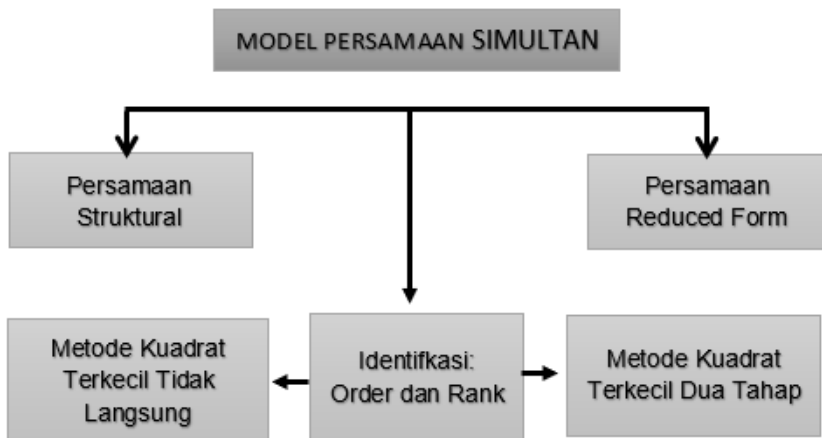 MODEL PERSAMAAN SIMULTAN
Persamaan
Struktural
Persamaan
Reduced Form
Metode Kuadrat
Terkecil Tidak
Langsung
Identifkasi:
Order dan Rank
Metode Kuadrat
Terkecil Dua Tahap